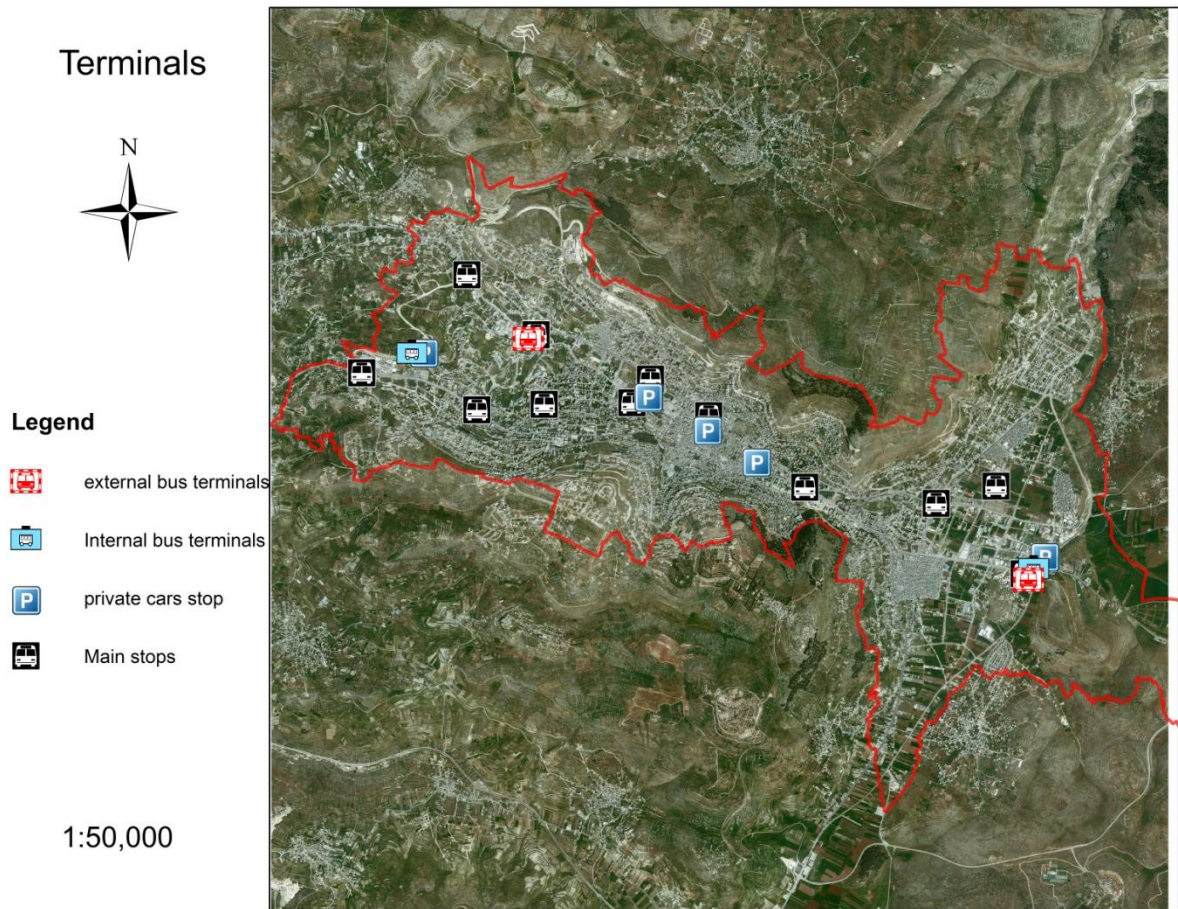 Terminals
N
Legend
external bus terminals
Internal bus terminals
P
private cars stop
Main stops
1:50,000
P
P
P
P
P